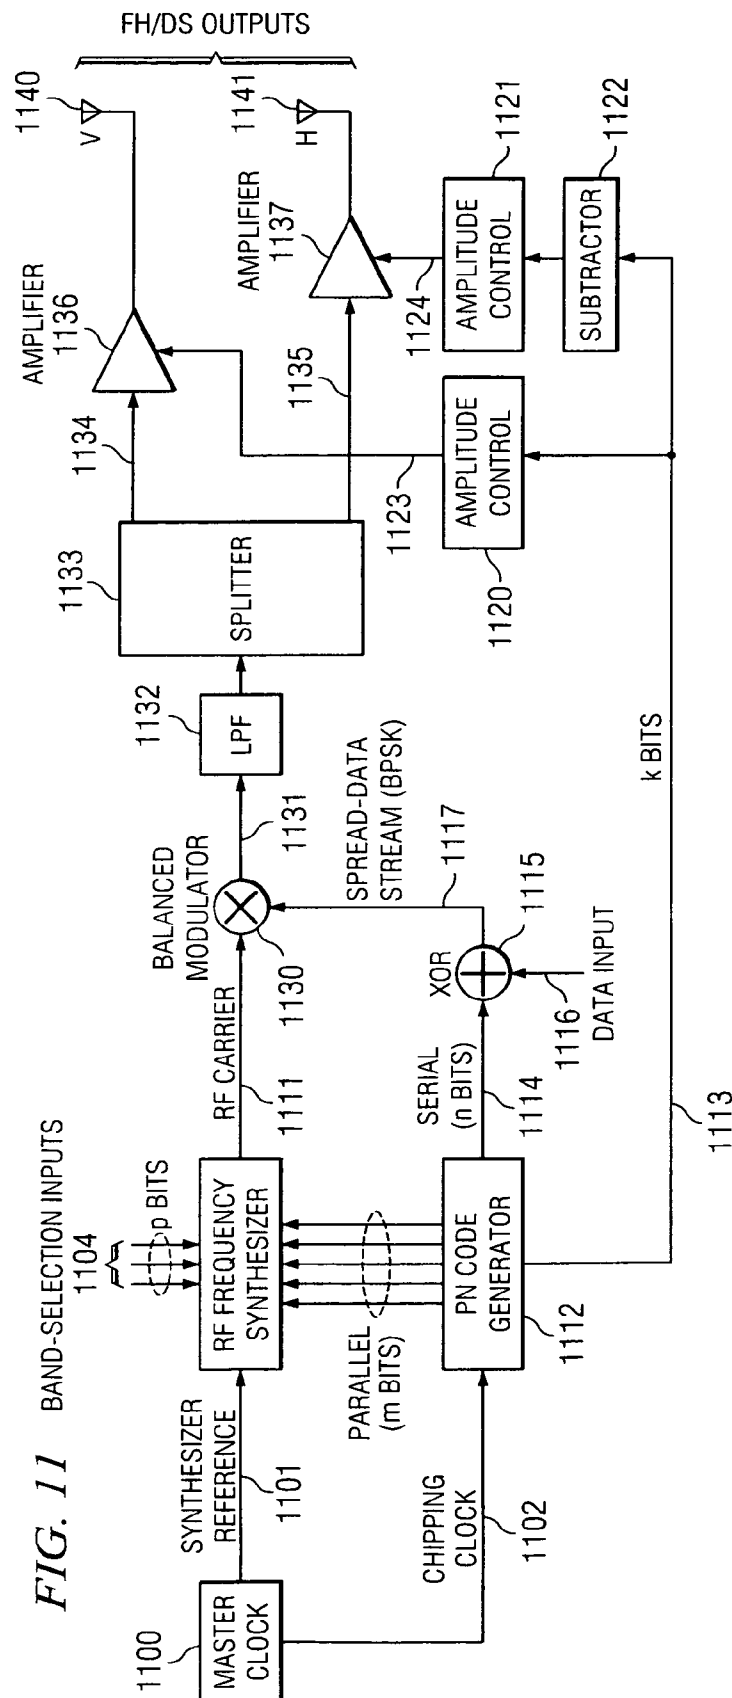 FIG. 11
BAND-SELECTION INPUTS
1104
p BITS
1100
MASTER
CLOCK
SYNTHESIZER
REFERENCE
1101
RF FREQUENCY
SYNTHESIZER
RF CARRIER
1111
BALANCED
MODULATOR
1130
1131
1132
LPF
1133
SPLITTER
1134
AMPLIFIER
1136
1140
V
FH/DS OUTPUTS
1135
AMPLIFIER
1137
1141
H
CHIPPING
CLOCK
1102
PARALLEL
(m BITS)
PN CODE
GENERATOR
1112
SERIAL
(n BITS)
1114
XOR
1115
1116
DATA INPUT
SPREAD-DATA
STREAM (BPSK)
1117
1113
k BITS
1120
AMPLITUDE
CONTROL
1123
1124
AMPLITUDE
CONTROL
1121
SUBTRACTOR
1122